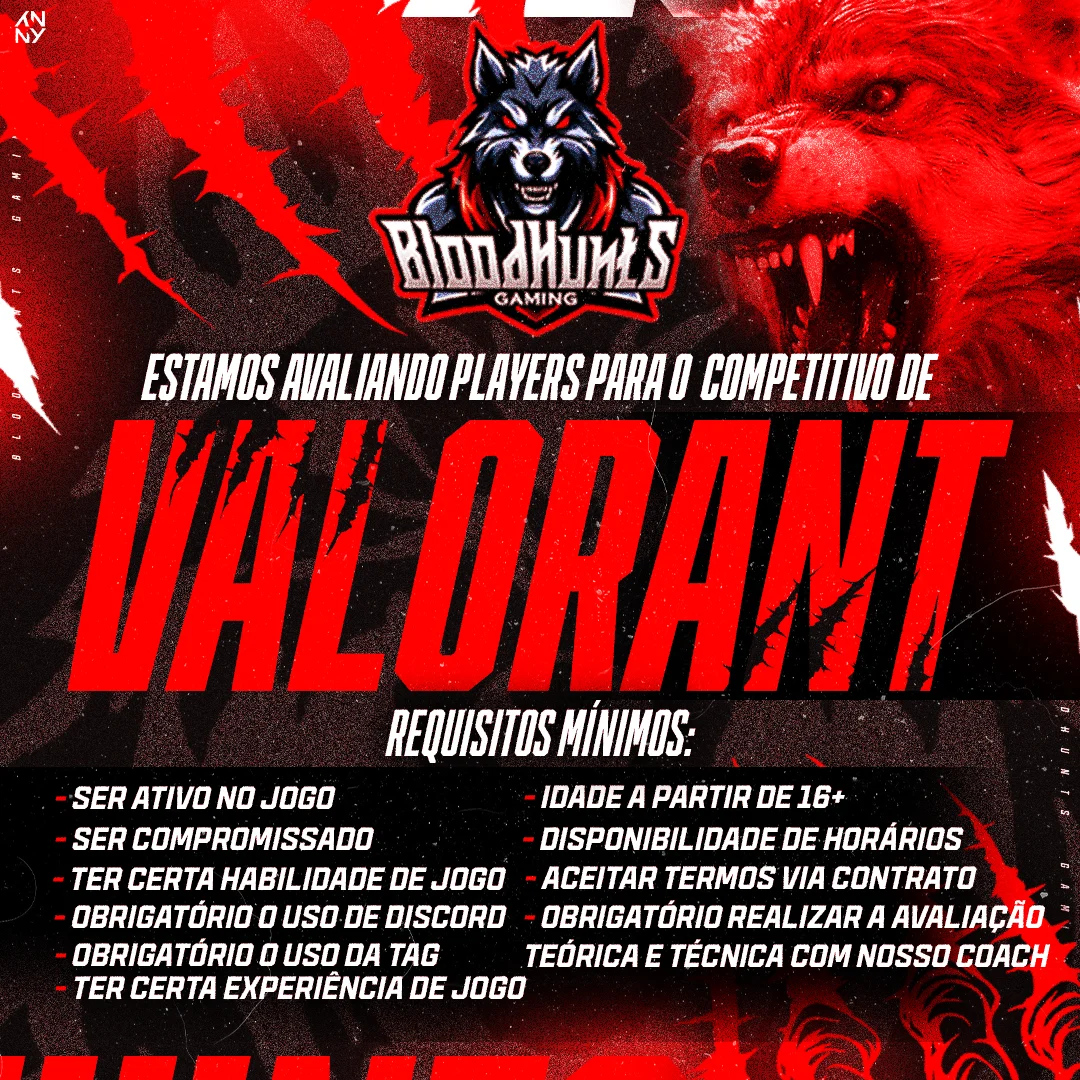 ANNY
BLOODHUNTS
GAMING
ESTAMOS AVALIANDO PLAYERS PARA O COMPETITIVO DE
VALORANT
REQUISITOS MÍNIMOS:
- SER ATIVO NO JOGO
- SER COMPROMISSADO
- TER CERTA HABILIDADE DE JOGO
- OBRIGATÓRIO O USO DE DISCORD
- OBRIGATÓRIO O USO DA TAG
- TER CERTA EXPERIÊNCIA DE JOGO
- IDADE A PARTIR DE 16+
- DISPONIBILIDADE DE HORÁRIOS
- ACEITAR TERMOS VIA CONTRATO
- OBRIGATÓRIO REALIZAR A AVALIAÇÃO
TEÓRICA E TÉCNICA COM NOSSO COACH